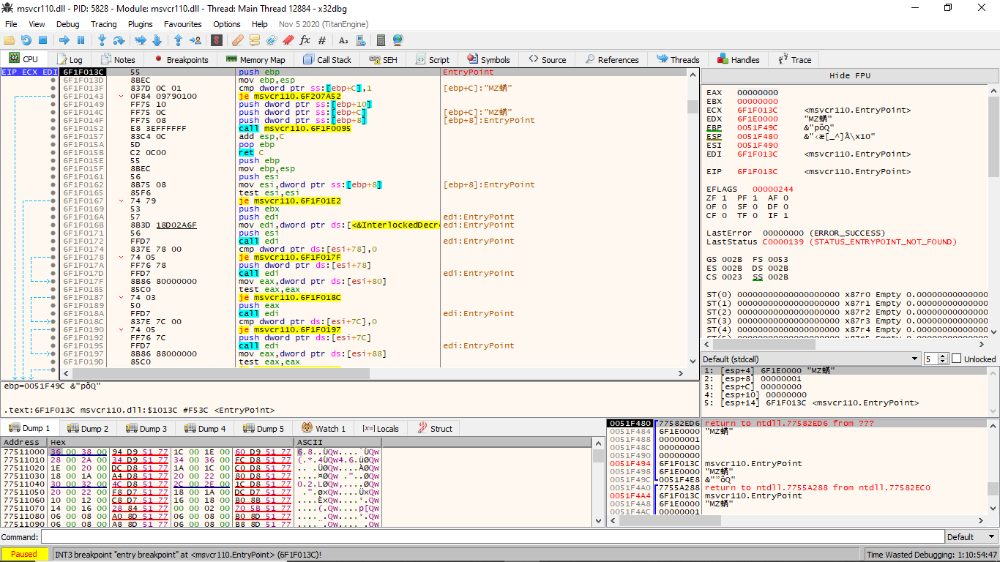 msvcr110.dll - PID: 5828 - Module: msvcr110.dll - Thread: Main Thread 12884 - x32dbg
File View Debug Tracing Plugins Favourites Options Help Nov 5 2020 (TitanEngine)
CPU Log Notes Breakpoints Memory Map Call Stack SEH Script Symbols Source References Threads Handles Trace
EIP ECX EDI 6F1F013C 55 push ebp EntryPoint
6F1F013D 8BEC mov ebp,esp
6F1F013F 837D 0C 01 cmp dword ptr ss:[ebp+C],1 [ebp+C]:"MZ蟎"
6F1F0143 0F84 09790100 je msvcr110.6F207A52
6F1F0149 FF75 10 push dword ptr ss:[ebp+10]
6F1F014C FF75 0C push dword ptr ss:[ebp+C] [ebp+C]:"MZ蟎"
6F1F014F FF75 08 push dword ptr ss:[ebp+8] [ebp+8]:EntryPoint
6F1F0152 E8 3EFFFFFF call msvcr110.6F1F0095
6F1F0157 83C4 0C add esp,C
6F1F015A 5D pop ebp
6F1F015B C2 0C00 ret C
6F1F015E 55 push ebp
6F1F015F 8BEC mov ebp,esp
6F1F0161 56 push esi
6F1F0162 8B75 08 mov esi,dword ptr ss:[ebp+8] [ebp+8]:EntryPoint
6F1F0165 85F6 test esi,esi
6F1F0167 74 79 je msvcr110.6F1F01E2
6F1F0169 53 push ebx
6F1F016A 57 push edi edi:EntryPoint
6F1F016B 8B3D 18D02A6F mov edi,dword ptr ds:[<&InterlockedDecr edi:EntryPoint
6F1F0171 56 push esi
6F1F0172 FFD7 call edi edi:EntryPoint
6F1F0174 837E 78 00 cmp dword ptr ds:[esi+78],0
6F1F0178 74 05 je msvcr110.6F1F017F
6F1F017A FF76 78 push dword ptr ds:[esi+78]
6F1F017D FFD7 call edi edi:EntryPoint
6F1F017F 8B86 80000000 mov eax,dword ptr ds:[esi+80]
6F1F0185 85C0 test eax,eax
6F1F0187 74 03 je msvcr110.6F1F018C
6F1F0189 50 push eax
6F1F018A FFD7 call edi edi:EntryPoint
6F1F018C 837E 7C 00 cmp dword ptr ds:[esi+7C],0
6F1F0190 74 05 je msvcr110.6F1F0197
6F1F0192 FF76 7C push dword ptr ds:[esi+7C]
6F1F0195 FFD7 call edi edi:EntryPoint
6F1F0197 8B86 88000000 mov eax,dword ptr ds:[esi+88]
6F1F019D 85C0 test eax,eax
Hide FPU
EAX 00000000
EBX 00000000
ECX 6F1F013C <msvcr110.EntryPoint>
EDX 6F1E0000 "MZ蟎"
EBP 0051F49C &"põQ"
ESP 0051F480 &"‹æ[_^]Â\x10"
ESI 0051F490
EDI 6F1F013C <msvcr110.EntryPoint>
EIP 6F1F013C <msvcr110.EntryPoint>
EFLAGS 00000244
ZF 1 PF 1 AF 0
OF 0 SF 0 DF 0
CF 0 TF 0 IF 1
LastError 00000000 (ERROR_SUCCESS)
LastStatus C0000139 (STATUS_ENTRYPOINT_NOT_FOUND)
GS 002B FS 0053
ES 002B DS 002B
CS 0023 SS 002B
ST(0) 00000000000000000000 x87r0 Empty 0.0000000000
ST(1) 00000000000000000000 x87r1 Empty 0.0000000000
ST(2) 00000000000000000000 x87r2 Empty 0.0000000000
ST(3) 00000000000000000000 x87r3 Empty 0.0000000000
ST(4) 00000000000000000000 x87r4 Empty 0.0000000000
Default (stdcall) 5 Unlocked
1: [esp+4] 6F1E0000 "MZ蟎"
2: [esp+8] 00000001
3: [esp+C] 00000000
4: [esp+10] 00000000
5: [esp+14] 6F1F013C <msvcr110.EntryPoint>
ebp=0051F49C &"põQ"
.text:6F1F013C msvcr110.dll:$1013C #F53C <EntryPoint>
Dump 1 Dump 2 Dump 3 Dump 4 Dump 5 Watch 1 [x=] Locals Struct
Address Hex ASCII
77511000 36 00 38 00 94 D9 51 77 1C 00 1E 00 60 D9 51 77 6.8..ÙQw....`ÙQw
77511010 28 00 2A 00 34 D9 51 77 34 00 36 00 FC D8 51 77 (.*.4ÙQw4.6.üØQw
77511020 1E 00 20 00 DC D8 51 77 1A 00 1C 00 C0 D8 51 77 .. .ÜØQw....ÀØQw
77511030 18 00 1A 00 A4 D8 51 77 20 00 22 00 80 D8 51 77 ....¤ØQw ."..ØQw
77511040 30 00 32 00 4C D8 51 77 2C 00 2E 00 1C D8 51 77 0.2.LØQw,....ØQw
77511050 20 00 22 00 F8 D7 51 77 18 00 1A 00 DC D7 51 77 .".øxQw....ÜxQw
77511060 10 00 12 00 C8 D7 51 77 16 00 18 00 B0 8B 51 77 ....ÈxQw....°.Qw
77511070 14 00 16 00 28 84 51 77 00 00 02 00 70 5B 51 77 ....(.Qw....p[Qw
77511080 06 00 08 00 A0 8D 51 77 06 00 08 00 B0 8D 51 77 .... .Qw....°.Qw
77511090 06 00 08 00 A8 8D 51 77 06 00 08 00 B8 8D 51 77 ....¨.Qw....¸.Qw
0051F480 77582ED6 return to ntdll.77582ED6 from ???
0051F484 6F1E0000 "MZ蟎"
0051F488 00000001
0051F48C 00000000
0051F490 00000000
0051F494 6F1F013C msvcr110.EntryPoint
0051F498 6F1E0000 "MZ蟎"
0051F49C 0051F4E8 &"”õQ"
0051F4A0 7755A288 return to ntdll.7755A288 from ntdll.77582EC0
0051F4A4 6F1F013C msvcr110.EntryPoint
0051F4A8 6F1E0000 "MZ蟎"
0051F4AC 00000001
Command: Default
Paused INT3 breakpoint "entry breakpoint" at <msvcr110.EntryPoint> (6F1F013C)! Time Wasted Debugging: 1:10:54:47